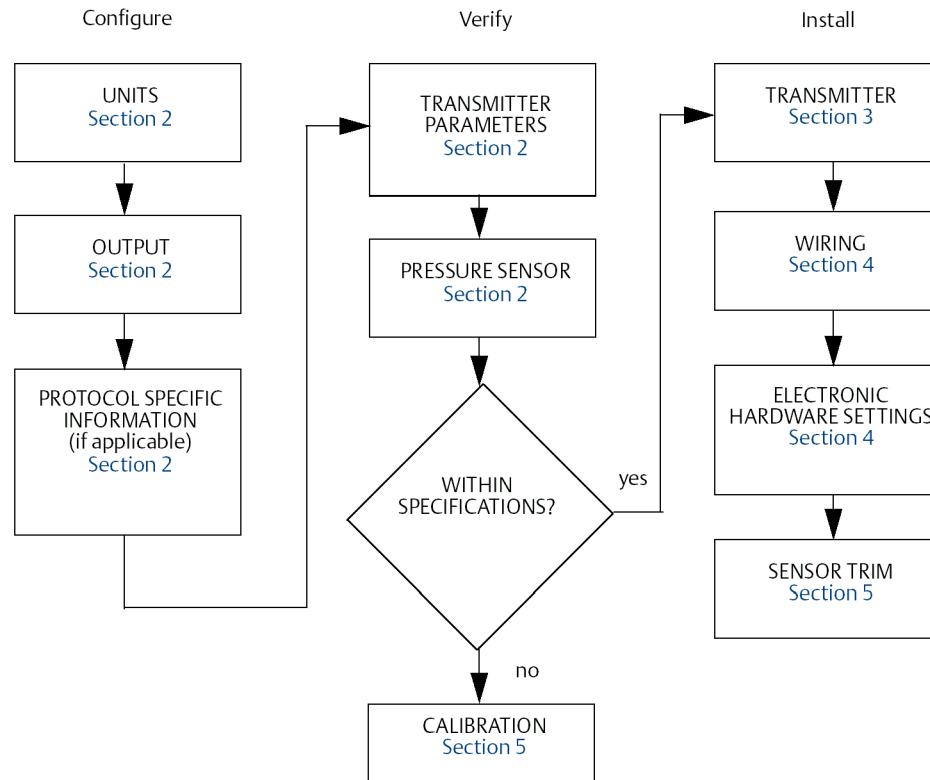 Configure
UNITS
Section 2
OUTPUT
Section 2
PROTOCOL SPECIFIC
INFORMATION
(if applicable)
Section 2
Verify
TRANSMITTER
PARAMETERS
Section 2
PRESSURE SENSOR
Section 2
WITHIN
SPECIFICATIONS?
yes
no
CALIBRATION
Section 5
Install
TRANSMITTER
Section 3
WIRING
Section 4
ELECTRONIC
HARDWARE SETTINGS
Section 4
SENSOR TRIM
Section 5